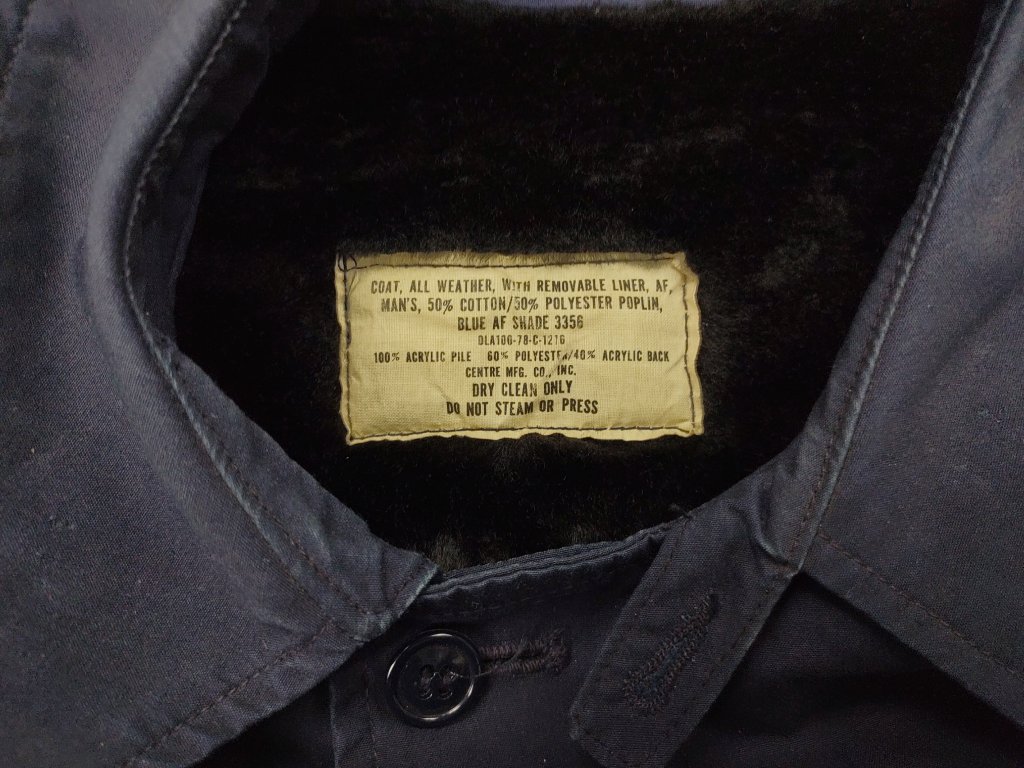 COAT, ALL WEATHER, WITH REMOVABLE LINER, AF,
MAN'S, 50% COTTON/50% POLYESTER POPLIN,
BLUE AF SHADE 3356
DLA100-78-C-1216
100% ACRYLIC PILE 60% POLYESTER/40% ACRYLIC BACK
CENTRE MFG. CO., INC.
DRY CLEAN ONLY
DO NOT STEAM OR PRESS